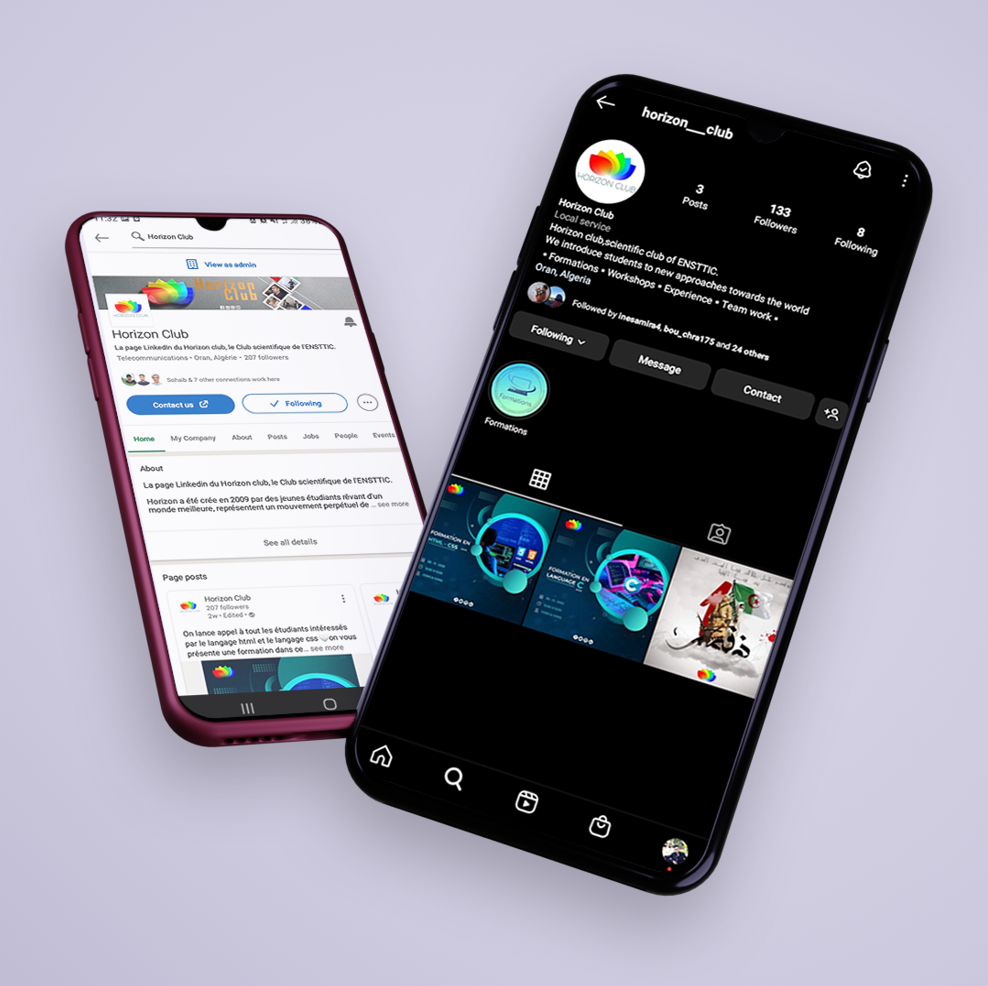 11:32
Horizon Club
View as admin
Horizon
Club
Horizon Club
La page LinkedIn du Horizon club, le Club scientifique de l'ENSTTIC.
Telecommunications • Oran, Algérie • 207 followers
Sohaib & 7 other connections work here
Contact us
Following
Home
My Company
About
Posts
Jobs
People
Events
About
La page Linkedin du Horizon club, le Club scientifique de l'ENSTTIC.
Horizon a été crée en 2009 par des jeunes étudiants rêvant d'un
monde meilleure, représentent un mouvement perpétuel de ... see more
See all details
Page posts
Horizon Club
207 followers
2w • Edited •
On lance appel à tout les étudiants intéressés
par le langage html et le langage css on vous
présente une formation dans ce... see more
horizon__club
HORIZON CLUB
3
Posts
133
Followers
8
Following
Horizon Club
Local service
Horizon club,scientific club of ENSTTIC.
We introduce students to new approaches towards the world
• Formations • Workshops • Experience • Team work •
Oran, Algeria
Followed by inesamira4, bou_chra175 and 24 others
Following
Message
Contact
Formations
Formations
FORMATION EN
HTML - CSS
FORMATION EN
LANGUAGE C
C